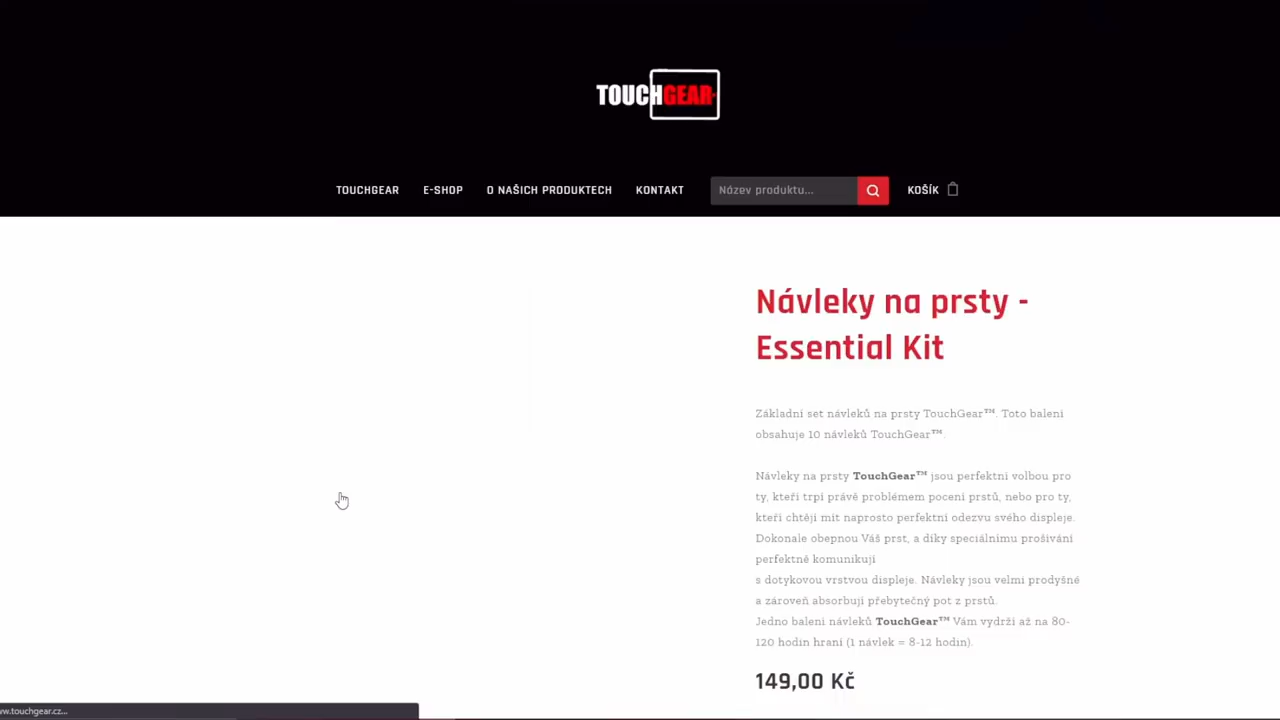 TOUCHGEAR
TOUCHGEAR E-SHOP O NAŠICH PRODUKTECH KONTAKT Název produktu... KOŠÍK
Návleky na prsty -
Essential Kit
Základní set návleků na prsty TouchGear™. Toto balení
obsahuje 10 návleků TouchGear™.
Návleky na prsty TouchGear™ jsou perfektní volbou pro
ty, kteří trpí právě problémem pocení prstů, nebo pro ty,
kteří chtějí mít naprosto perfektní odezvu svého displeje.
Dokonale obepnou Váš prst, a díky speciálnímu prošívání
perfektně komunikují
s dotykovou vrstvou displeje. Návleky jsou velmi prodyšné
a zároveň absorbují přebytečný pot z prstů.
Jedno balení návleků TouchGear™ Vám vydrží až na 80-
120 hodin hraní (1 návlek = 8-12 hodin).
149,00 Kč
ww.touchgear.cz...